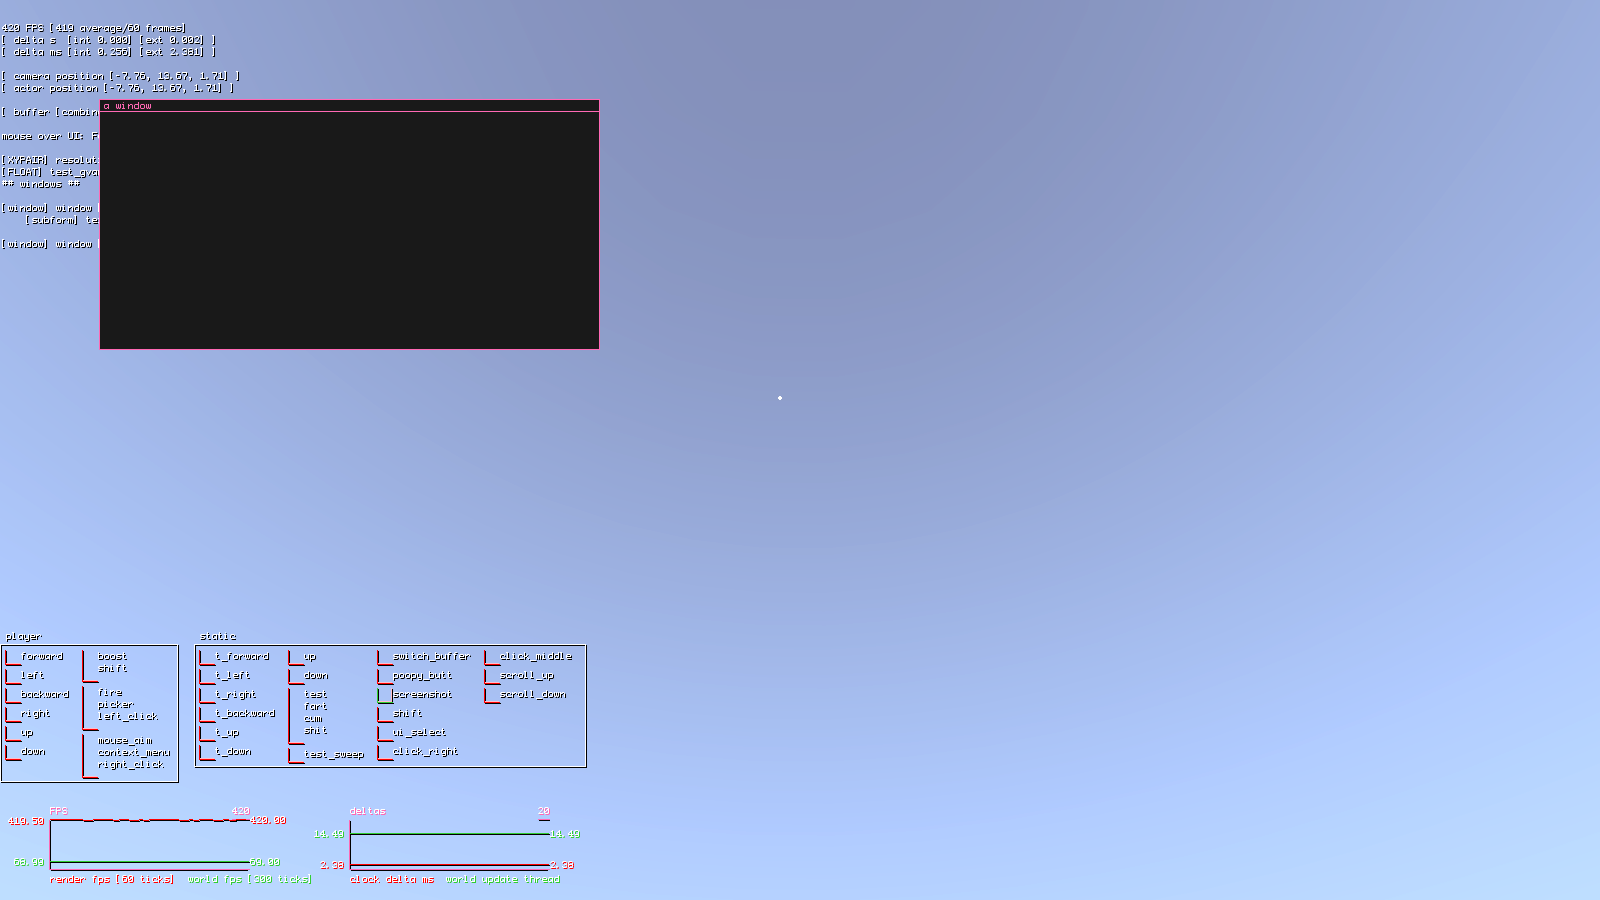 420 FPS [419 average/60 frames]
[ delta s  [int 0.000] [ext 0.002] ]
[ delta ms [int 0.256] [ext 2.381] ]
[ camera position [-7.76, 13.67, 1.71] ]
[ actor position [-7.76, 13.67, 1.71] ]
a window
[ buffer [combin
mouse over UI: F
[XYPAIR] resolut
[FLOAT] test_gva
## windows ##
[window] window
[subform] te
[window] window
player
forward
left
backward
right
up
down
boost
shift
fire
picker
left_click
mouse_aim
context_menu
right_click
static
t_forward
t_left
t_right
t_backward
t_up
t_down
up
down
test
fart
cum
shit
test_sweep
switch_buffer
poopy_butt
screenshot
shift
ui_select
click_right
click_middle
scroll_up
scroll_down
FPS 420
419.50 420.00
68.99 69.00
render fps [60 ticks] world fps [300 ticks]
deltas 20
14.49 14.49
2.38 2.38
clock delta ms world update thread